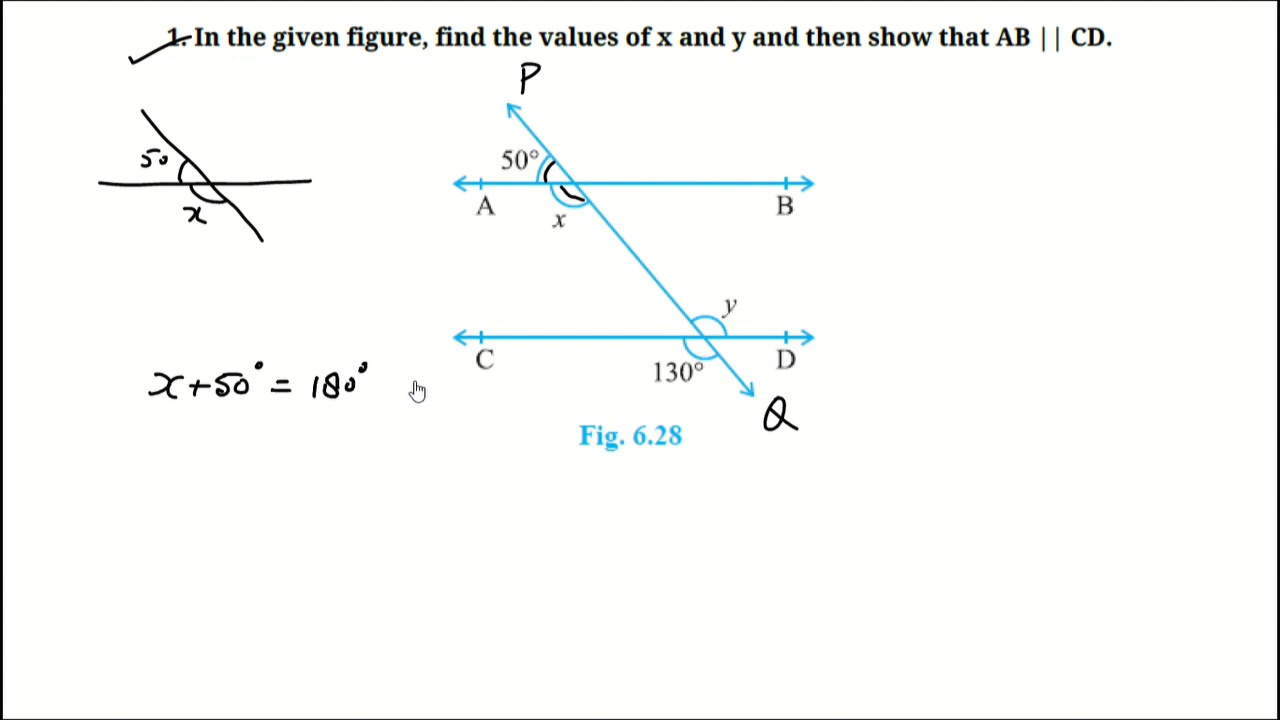 1. In the given figure, find the values of x and y and then show that AB || CD.
P
50
x
50°
A
B
x
y
C
D
130°
x+50° = 180°
Q
Fig. 6.28